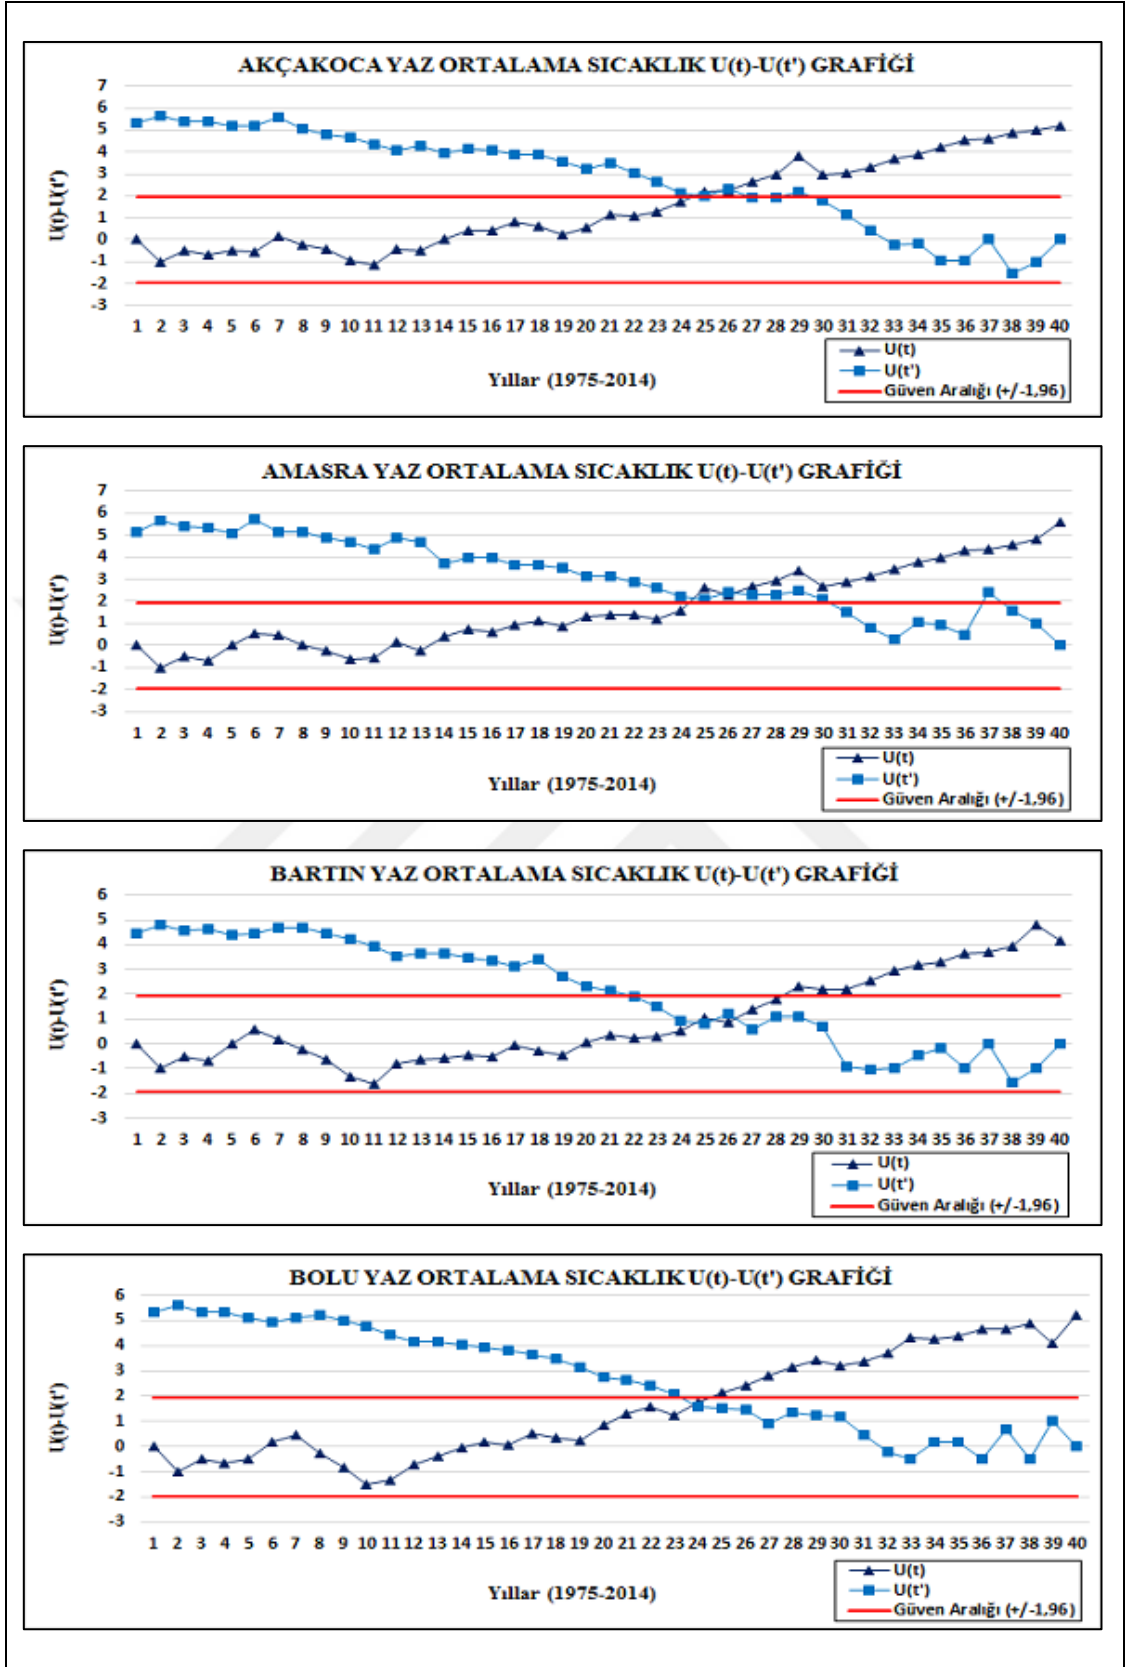 AKÇAKOCA YAZ ORTALAMA SICAKLIK U(t)-U(t') GRAFİĞİ
7
6
5
4
3
2
1
0
-1
-2
-3
U(t)-U(t')
1 2 3 4 5 6 7 8 9 10 11 12 13 14 15 16 17 18 19 20 21 22 23 24 25 26 27 28 29 30 31 32 33 34 35 36 37 38 39 40
Yıllar (1975-2014)
U(t)
U(t')
Güven Aralığı (+/-1,96)
AMASRA YAZ ORTALAMA SICAKLIK U(t)-U(t') GRAFİĞİ
7
6
5
4
3
2
1
0
-1
-2
-3
U(t)-U(t')
1 2 3 4 5 6 7 8 9 10 11 12 13 14 15 16 17 18 19 20 21 22 23 24 25 26 27 28 29 30 31 32 33 34 35 36 37 38 39 40
Yıllar (1975-2014)
U(t)
U(t')
Güven Aralığı (+/-1,96)
BARTIN YAZ ORTALAMA SICAKLIK U(t)-U(t') GRAFİĞİ
6
5
4
3
2
1
0
-1
-2
-3
U(t)-U(t')
1 2 3 4 5 6 7 8 9 10 11 12 13 14 15 16 17 18 19 20 21 22 23 24 25 26 27 28 29 30 31 32 33 34 35 36 37 38 39 40
Yıllar (1975-2014)
U(t)
U(t')
Güven Aralığı (+/-1,96)
BOLU YAZ ORTALAMA SICAKLIK U(t)-U(t') GRAFİĞİ
6
5
4
3
2
1
0
-1
-2
-3
U(t)-U(t')
1 2 3 4 5 6 7 8 9 10 11 12 13 14 15 16 17 18 19 20 21 22 23 24 25 26 27 28 29 30 31 32 33 34 35 36 37 38 39 40
Yıllar (1975-2014)
U(t)
U(t')
Güven Aralığı (+/-1,96)